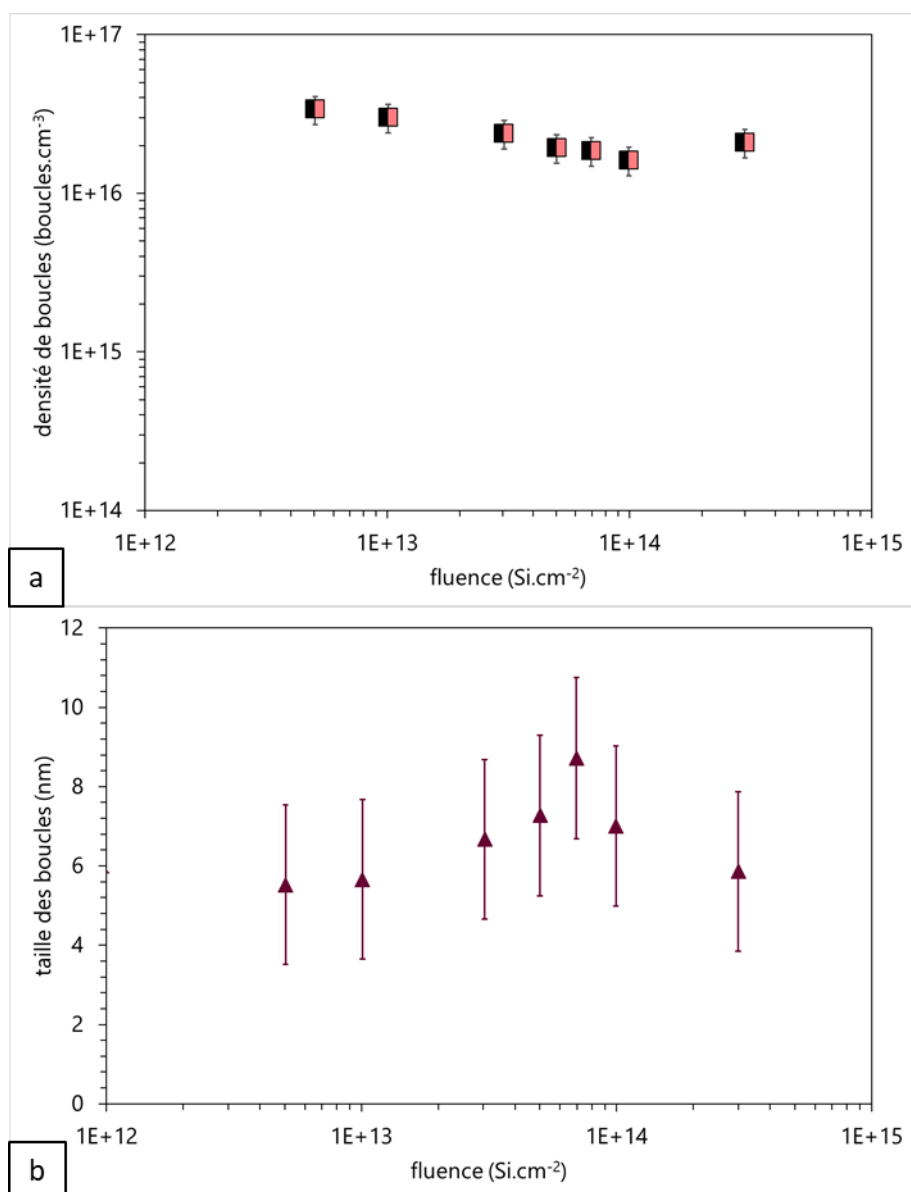 1E+17
1E+16
1E+15
1E+14
densité de boucles (boucles.cm-3)
1E+12 1E+13 1E+14 1E+15
fluence (Si.cm-2)
a
12
10
8
6
4
2
0
taille des boucles (nm)
1E+12 1E+13 1E+14 1E+15
fluence (Si.cm-2)
b